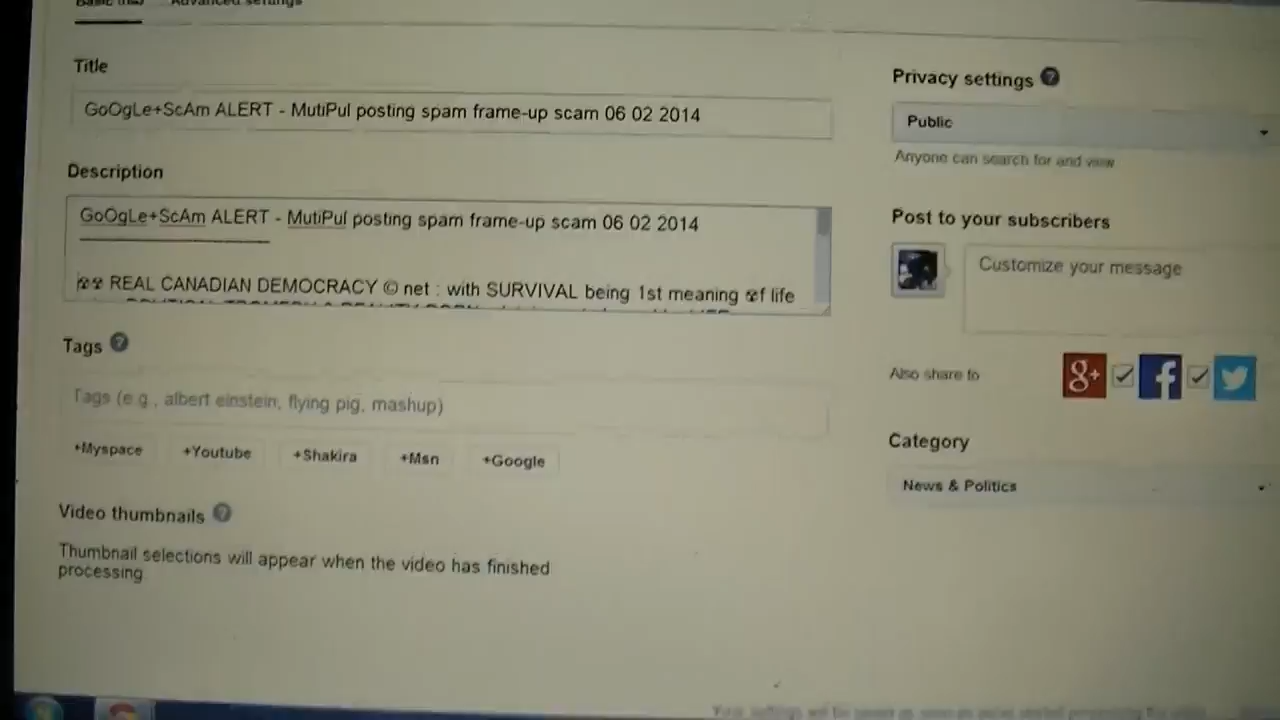 Basic info Advanced settings
Title
GoOgLe+ScAm ALERT - MutiPul posting spam frame-up scam 06 02 2014
Description
GoOgLe+ScAm ALERT - MutiPul posting spam frame-up scam 06 02 2014
☢☢ REAL CANADIAN DEMOCRACY © net : with SURVIVAL being 1st meaning ☢f life
Tags ?
Tags (e.g., albert einstein, flying pig, mashup)
+Myspace +Youtube +Shakira +Msn +Google
Video thumbnails ?
Thumbnail selections will appear when the video has finished
processing
Privacy settings ?
Public
Anyone can search for and view
Post to your subscribers
Customize your message
Also share to
g+ f
Category
News & Politics